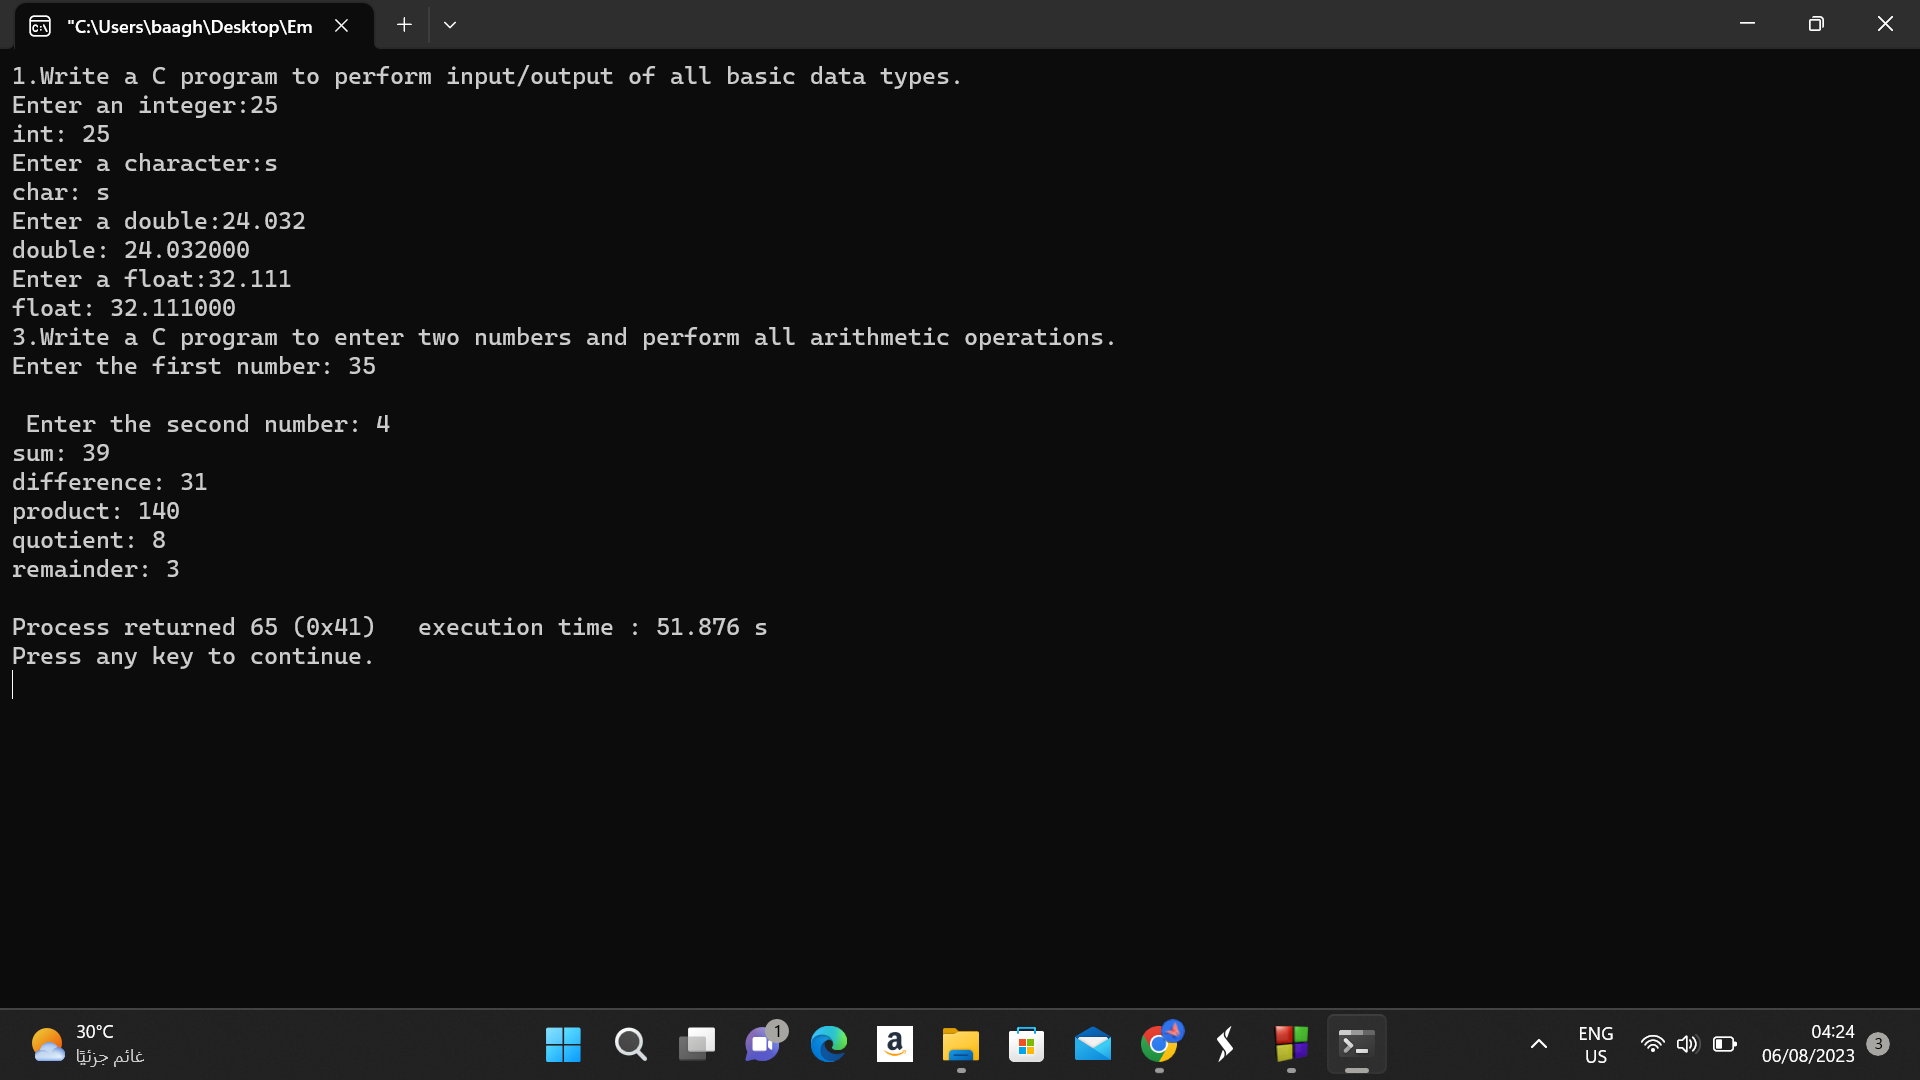 "C:\Users\baagh\Desktop\Em
1.Write a C program to perform input/output of all basic data types.
Enter an integer:25
int: 25
Enter a character:s
char: s
Enter a double:24.032
double: 24.032000
Enter a float:32.111
float: 32.111000
3.Write a C program to enter two numbers and perform all arithmetic operations.
Enter the first number: 35
Enter the second number: 4
sum: 39
difference: 31
product: 140
quotient: 8
remainder: 3
Process returned 65 (0x41)   execution time : 51.876 s
Press any key to continue.
30°C
غائم جزئيًا
1
a
ENG
US
04:24
06/08/2023
3